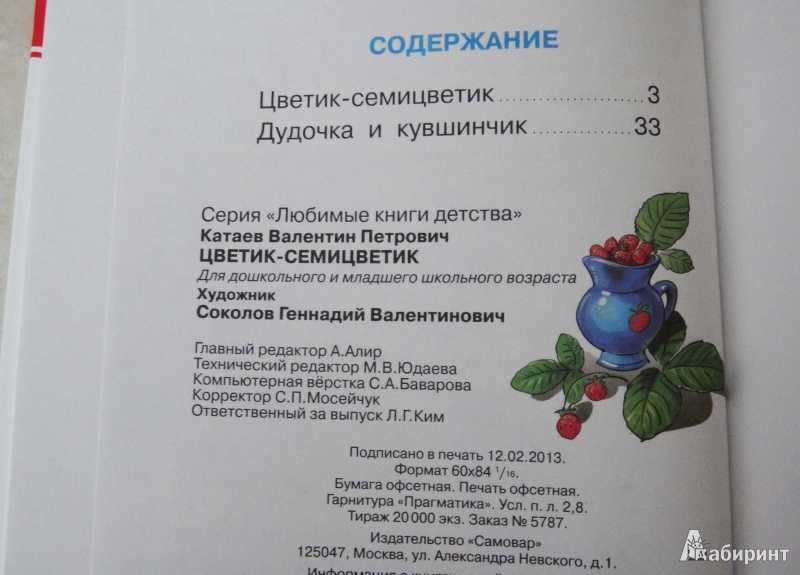 СОДЕРЖАНИЕ
Цветик-семицветик.................3
Дудочка и кувшинчик............33
Серия «Любимые книги детства»
Катаев Валентин Петрович
ЦВЕТИК-СЕМИЦВЕТИК
Для дошкольного и младшего школьного возраста
Художник
Соколов Геннадий Валентинович
Главный редактор А.Алир
Технический редактор М.В.Юдаева
Компьютерная вёрстка С.А.Баварова
Корректор С.П.Мосейчук
Ответственный за выпуск Л.Г.Ким
Подписано в печать 12.02.2013.
Формат 60х84 1/16.
Бумага офсетная. Печать офсетная.
Гарнитура «Прагматика». Усл. п. л. 2,8.
Тираж 20 000 экз. Заказ № 5787.
Издательство «Самовар»
125047, Москва, ул. Александра Невского, д.1.
Лабиринт